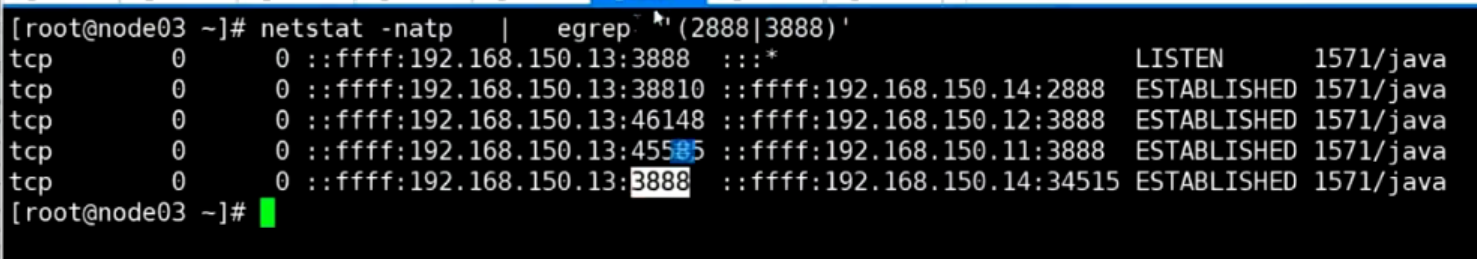 [root@node03 ~]# netstat -natp   |   egrep  '(2888|3888)'
tcp        0      0 ::ffff:192.168.150.13:3888  :::*                        LISTEN      1571/java
tcp        0      0 ::ffff:192.168.150.13:38810 ::ffff:192.168.150.14:2888  ESTABLISHED 1571/java
tcp        0      0 ::ffff:192.168.150.13:46148 ::ffff:192.168.150.12:3888  ESTABLISHED 1571/java
tcp        0      0 ::ffff:192.168.150.13:45585 ::ffff:192.168.150.11:3888  ESTABLISHED 1571/java
tcp        0      0 ::ffff:192.168.150.13:3888  ::ffff:192.168.150.14:34515 ESTABLISHED 1571/java
[root@node03 ~]#